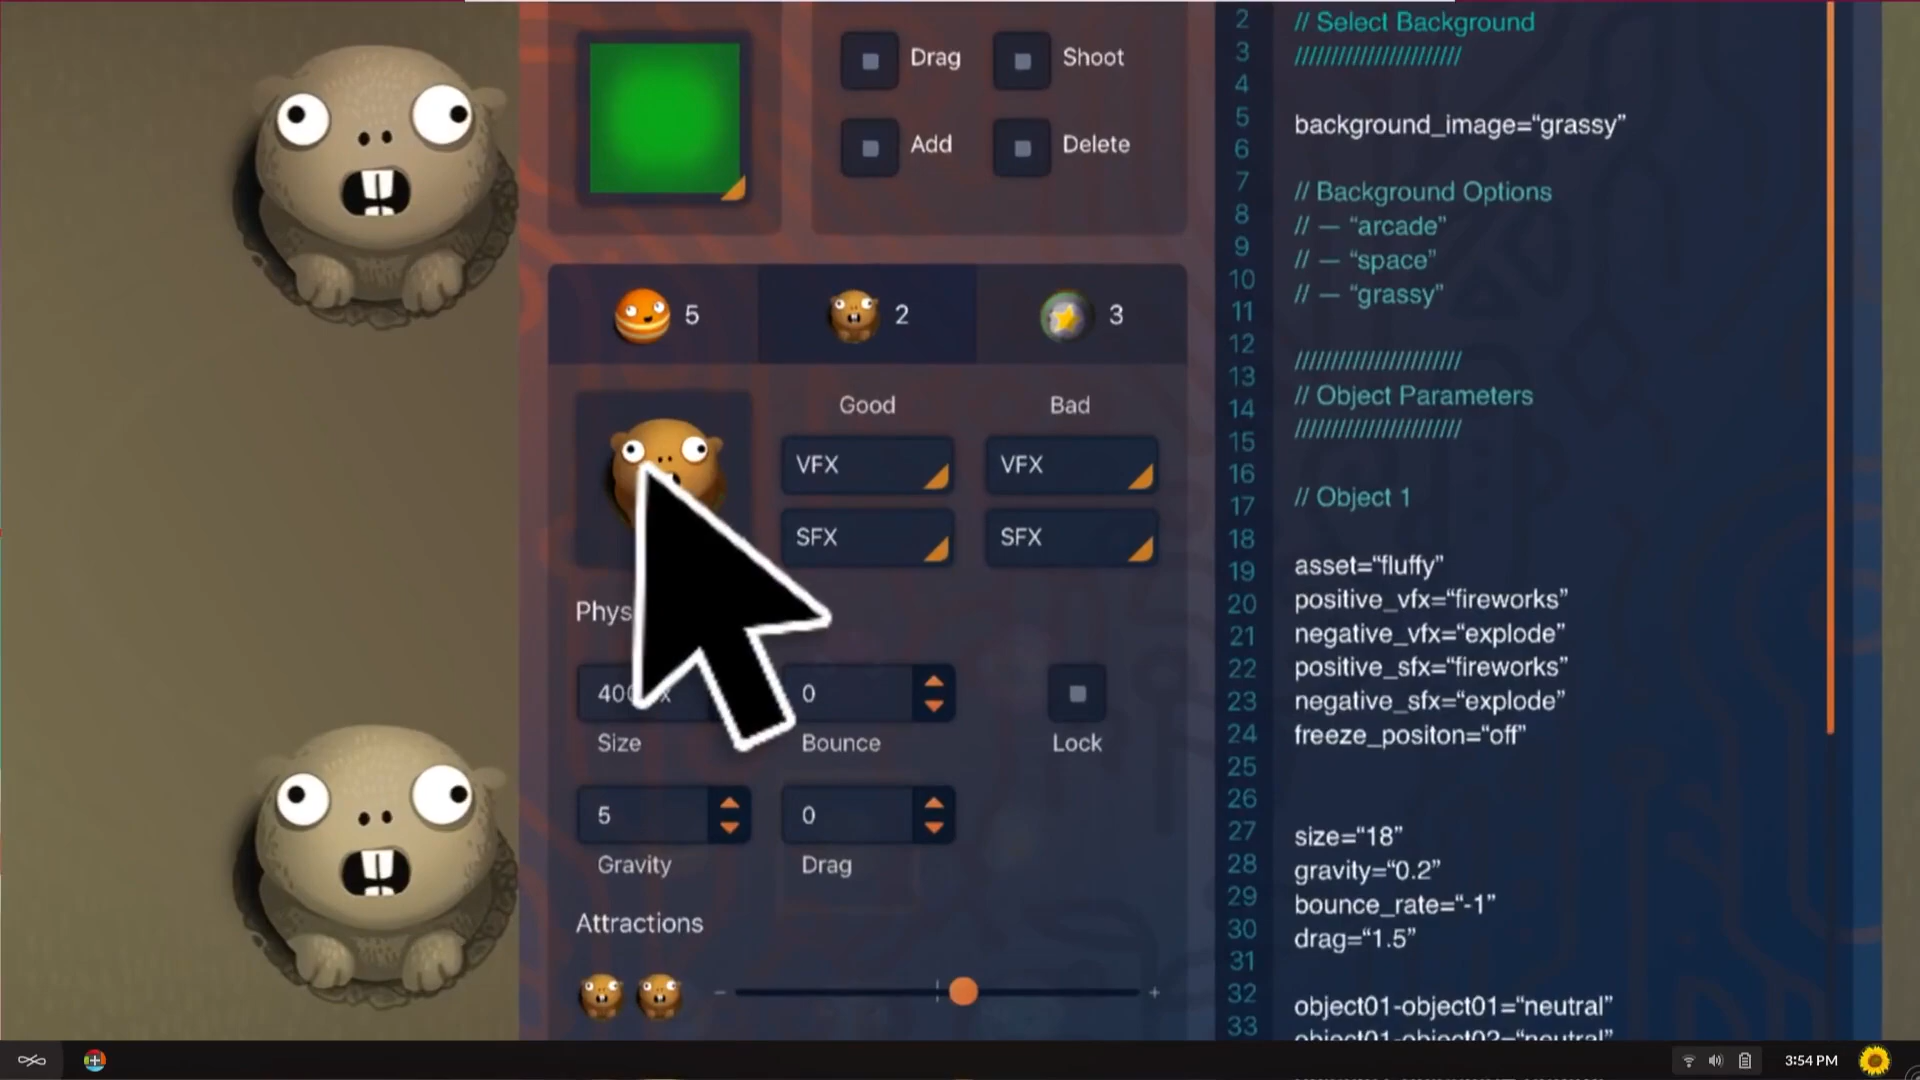 Drag
Shoot
Add
Delete
5
2
3
Good
Bad
VFX
VFX
SFX
SFX
Phys
400
x
0
Size
Bounce
Lock
5
0
Gravity
Drag
Attractions
−
+
2
// Select Background
3
//////////////////////
4
5
background_image=“grassy”
6
7
// Background Options
8
// — “arcade”
9
// — “space”
10
// — “grassy”
11
12
//////////////////////
13
// Object Parameters
14
//////////////////////
15
16
// Object 1
17
18
asset=“fluffy”
19
positive_vfx=“fireworks”
20
negative_vfx=“explode”
21
positive_sfx=“fireworks”
22
negative_sfx=“explode”
23
freeze_positon=“off”
24
25
26
size=“18”
27
gravity=“0.2”
28
bounce_rate=“-1”
29
drag=“1.5”
30
31
object01-object01=“neutral”
32
object01-object02=“neutral”
33
3:54 PM